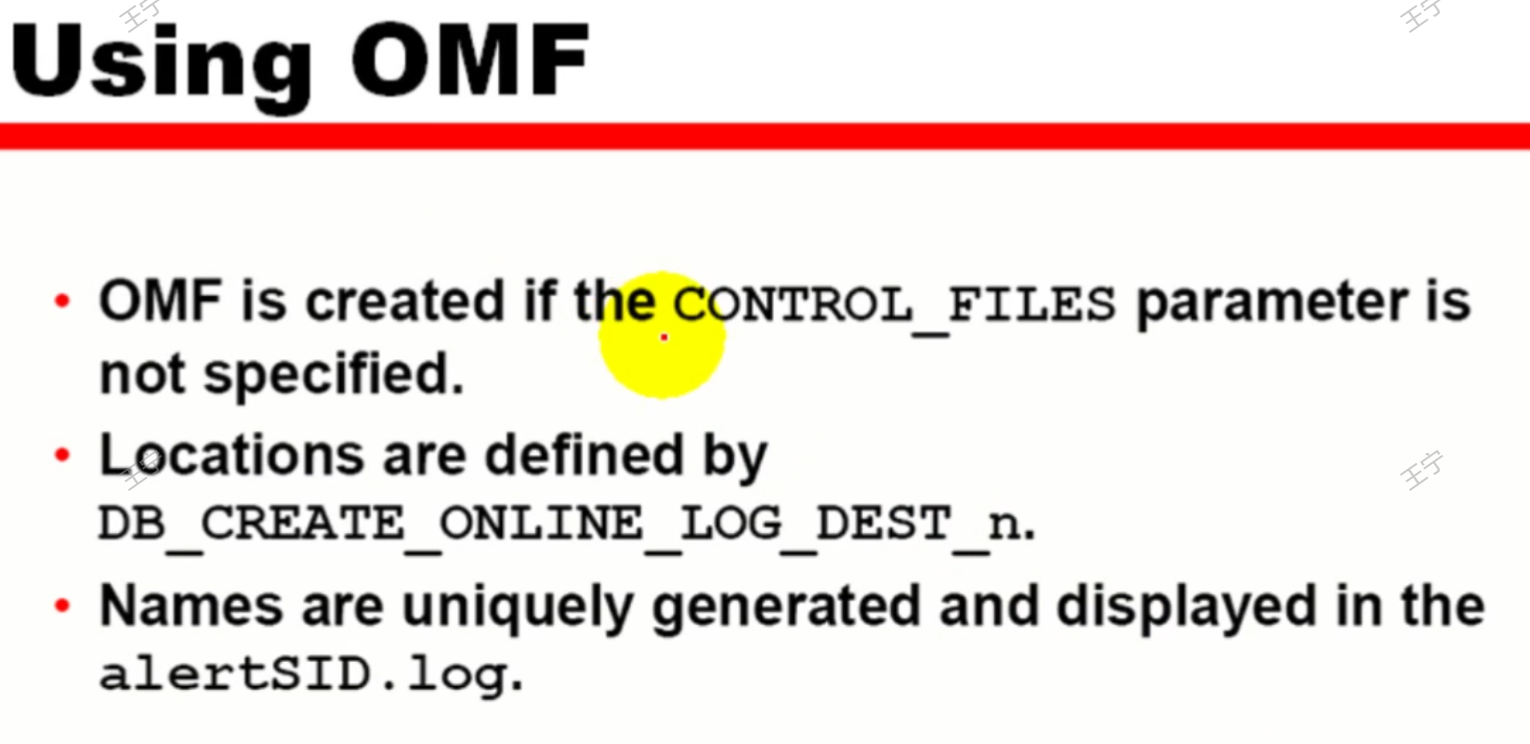 王宁
王宁
Using OMF
• OMF is created if the CONTROL_FILES parameter is
not specified.
• Locations are defined by
王宁
王宁
DB_CREATE_ONLINE_LOG_DEST_n.
• Names are uniquely generated and displayed in the
alertSID.log.